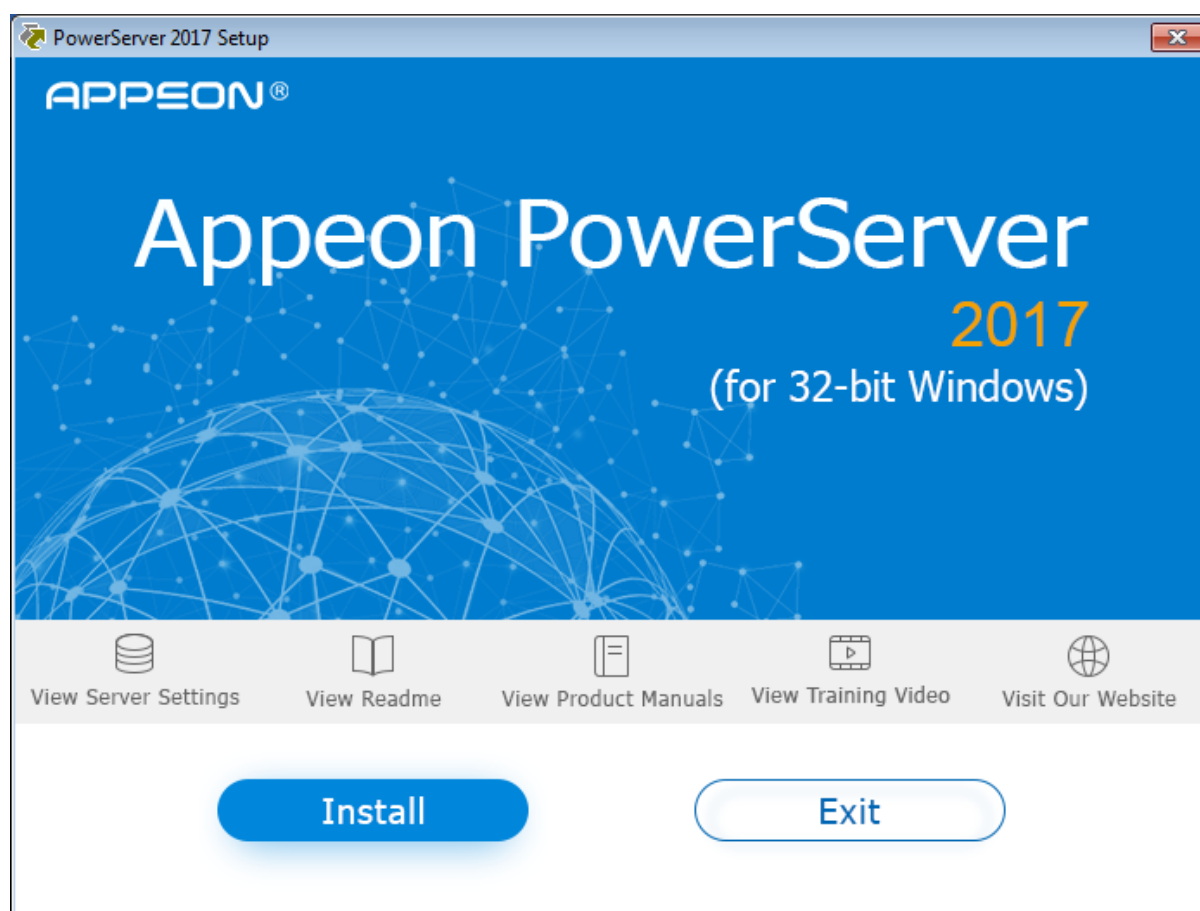 PowerServer 2017 Setup
APPEON®
Appeon PowerServer
2017
(for 32-bit Windows)
View Server Settings
View Readme
View Product Manuals
View Training Video
Visit Our Website
Install
Exit